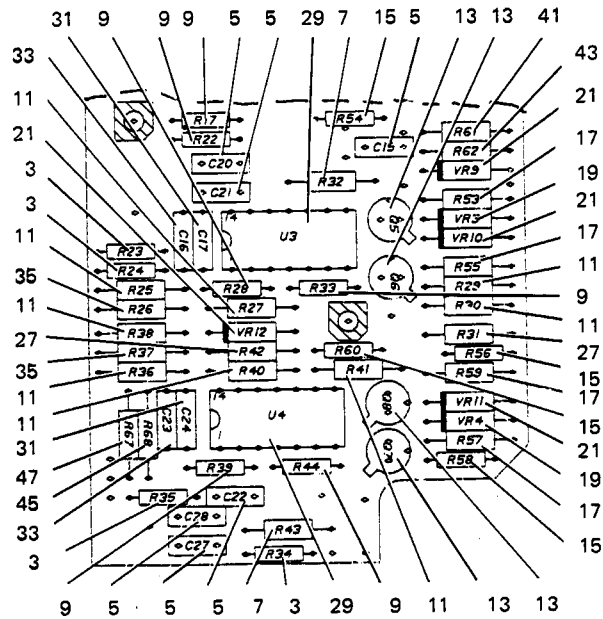 31 9 9 5 5 29 7 15 5 13 13 41
33
11
21
3
3
35
11
27
35
11
11
31
47
45
33
3
43
21
17
19
21
17
11
9
11
27
15
17
15
21
19
17
15
R17
R22
R54
R61
R62
C20
C15
VR9
C21
R32
R53
VR3
C16
C17
14
U3
Q5
VR10
R23
R24
R55
Q6
R25
R28
R33
R29
R26
R27
R30
R38
VR12
R31
R37
R42
R60
R56
R36
R40
R41
R59
14
U4
VR11
R67
R68
C23
C24
VR4
R57
R39
R44
R58
R35
C22
C28
R43
C27
R34
9 5 5 5 7 3 29 9 11 13 13